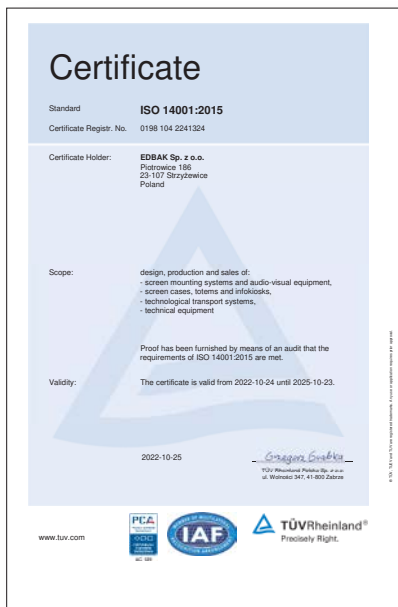 Certificate
Standard ISO 14001:2015
Certificate Registr. No. 0198 104 2241324
Certificate Holder: EDBAK Sp. z o.o.
Piotrowice 186
23-107 Strzyżewice
Poland
Scope: design, production and sales of:
- screen mounting systems and audio-visual equipment,
- screen cases, totems and infokiosks,
- technological transport systems,
- technical equipment
Proof has been furnished by means of an audit that the
requirements of ISO 14001:2015 are met.
Validity: The certificate is valid from 2022-10-24 until 2025-10-23.
2022-10-25
TÜV Rheinland Polska Sp. z o.o.
ul. Wolności 347, 41-800 Zabrze
www.tuv.com
PCA
IAF
TÜVRheinland®
Precisely Right.